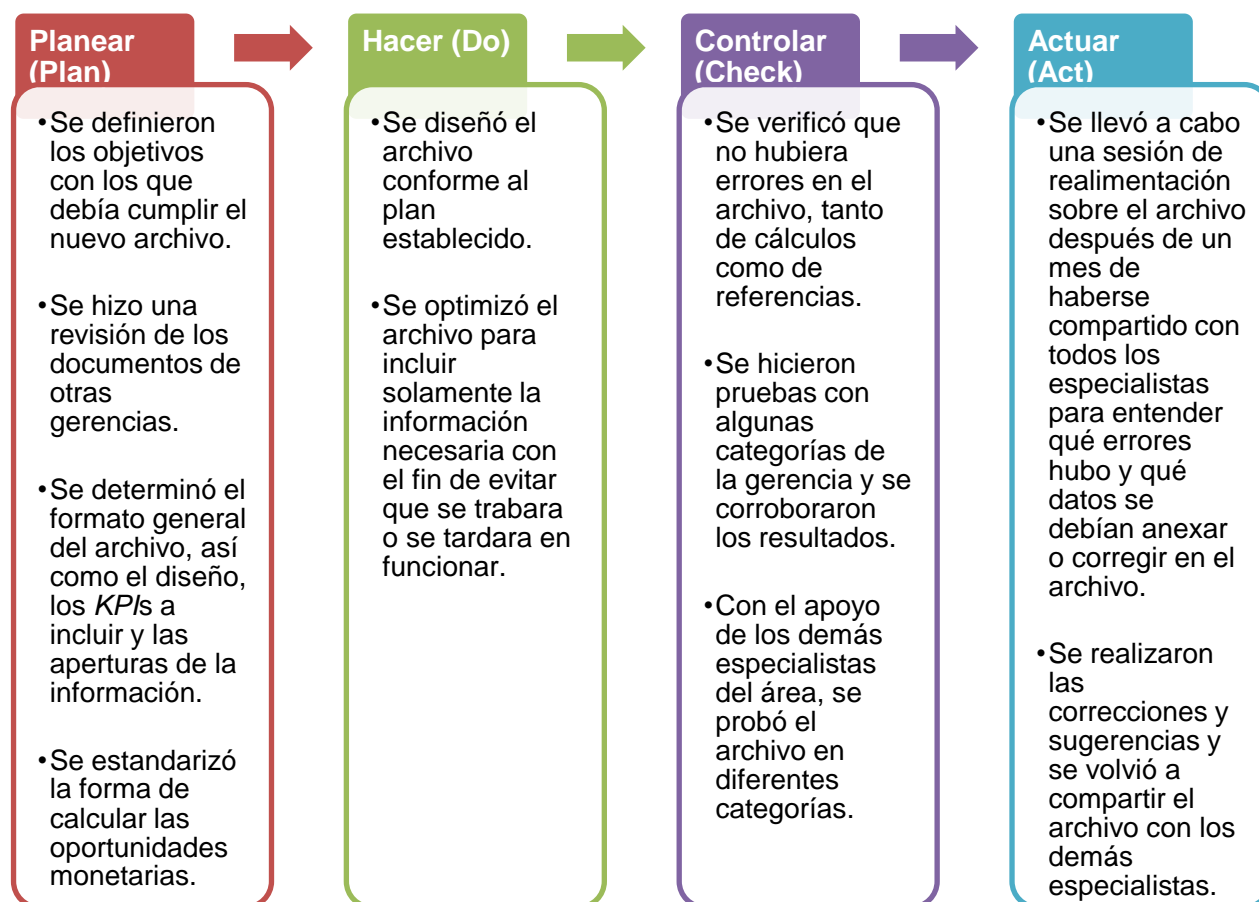 Planear
(Plan)
•Se definieron
los objetivos
con los que
debía cumplir el
nuevo archivo.
•Se hizo una
revisión de los
documentos de
otras
gerencias.
•Se determinó el
formato general
del archivo, así
como el diseño,
los KPIs a
incluir y las
aperturas de la
información.
•Se estandarizó
la forma de
calcular las
oportunidades
monetarias.
Hacer (Do)
•Se diseñó el
archivo
conforme al
plan
establecido.
•Se optimizó el
archivo para
incluir
solamente la
información
necesaria con
el fin de evitar
que se trabara
o se tardara en
funcionar.
Controlar
(Check)
•Se verificó que
no hubiera
errores en el
archivo, tanto
de cálculos
como de
referencias.
•Se hicieron
pruebas con
algunas
categorías de
la gerencia y se
corroboraron
los resultados.
•Con el apoyo
de los demás
especialistas
del área, se
probó el
archivo en
diferentes
categorías.
Actuar
(Act)
•Se llevó a cabo
una sesión de
realimentación
sobre el archivo
después de un
mes de
haberse
compartido con
todos los
especialistas
para entender
qué errores
hubo y qué
datos se
debían anexar
o corregir en el
archivo.
•Se realizaron
las
correcciones y
sugerencias y
se volvió a
compartir el
archivo con los
demás
especialistas.